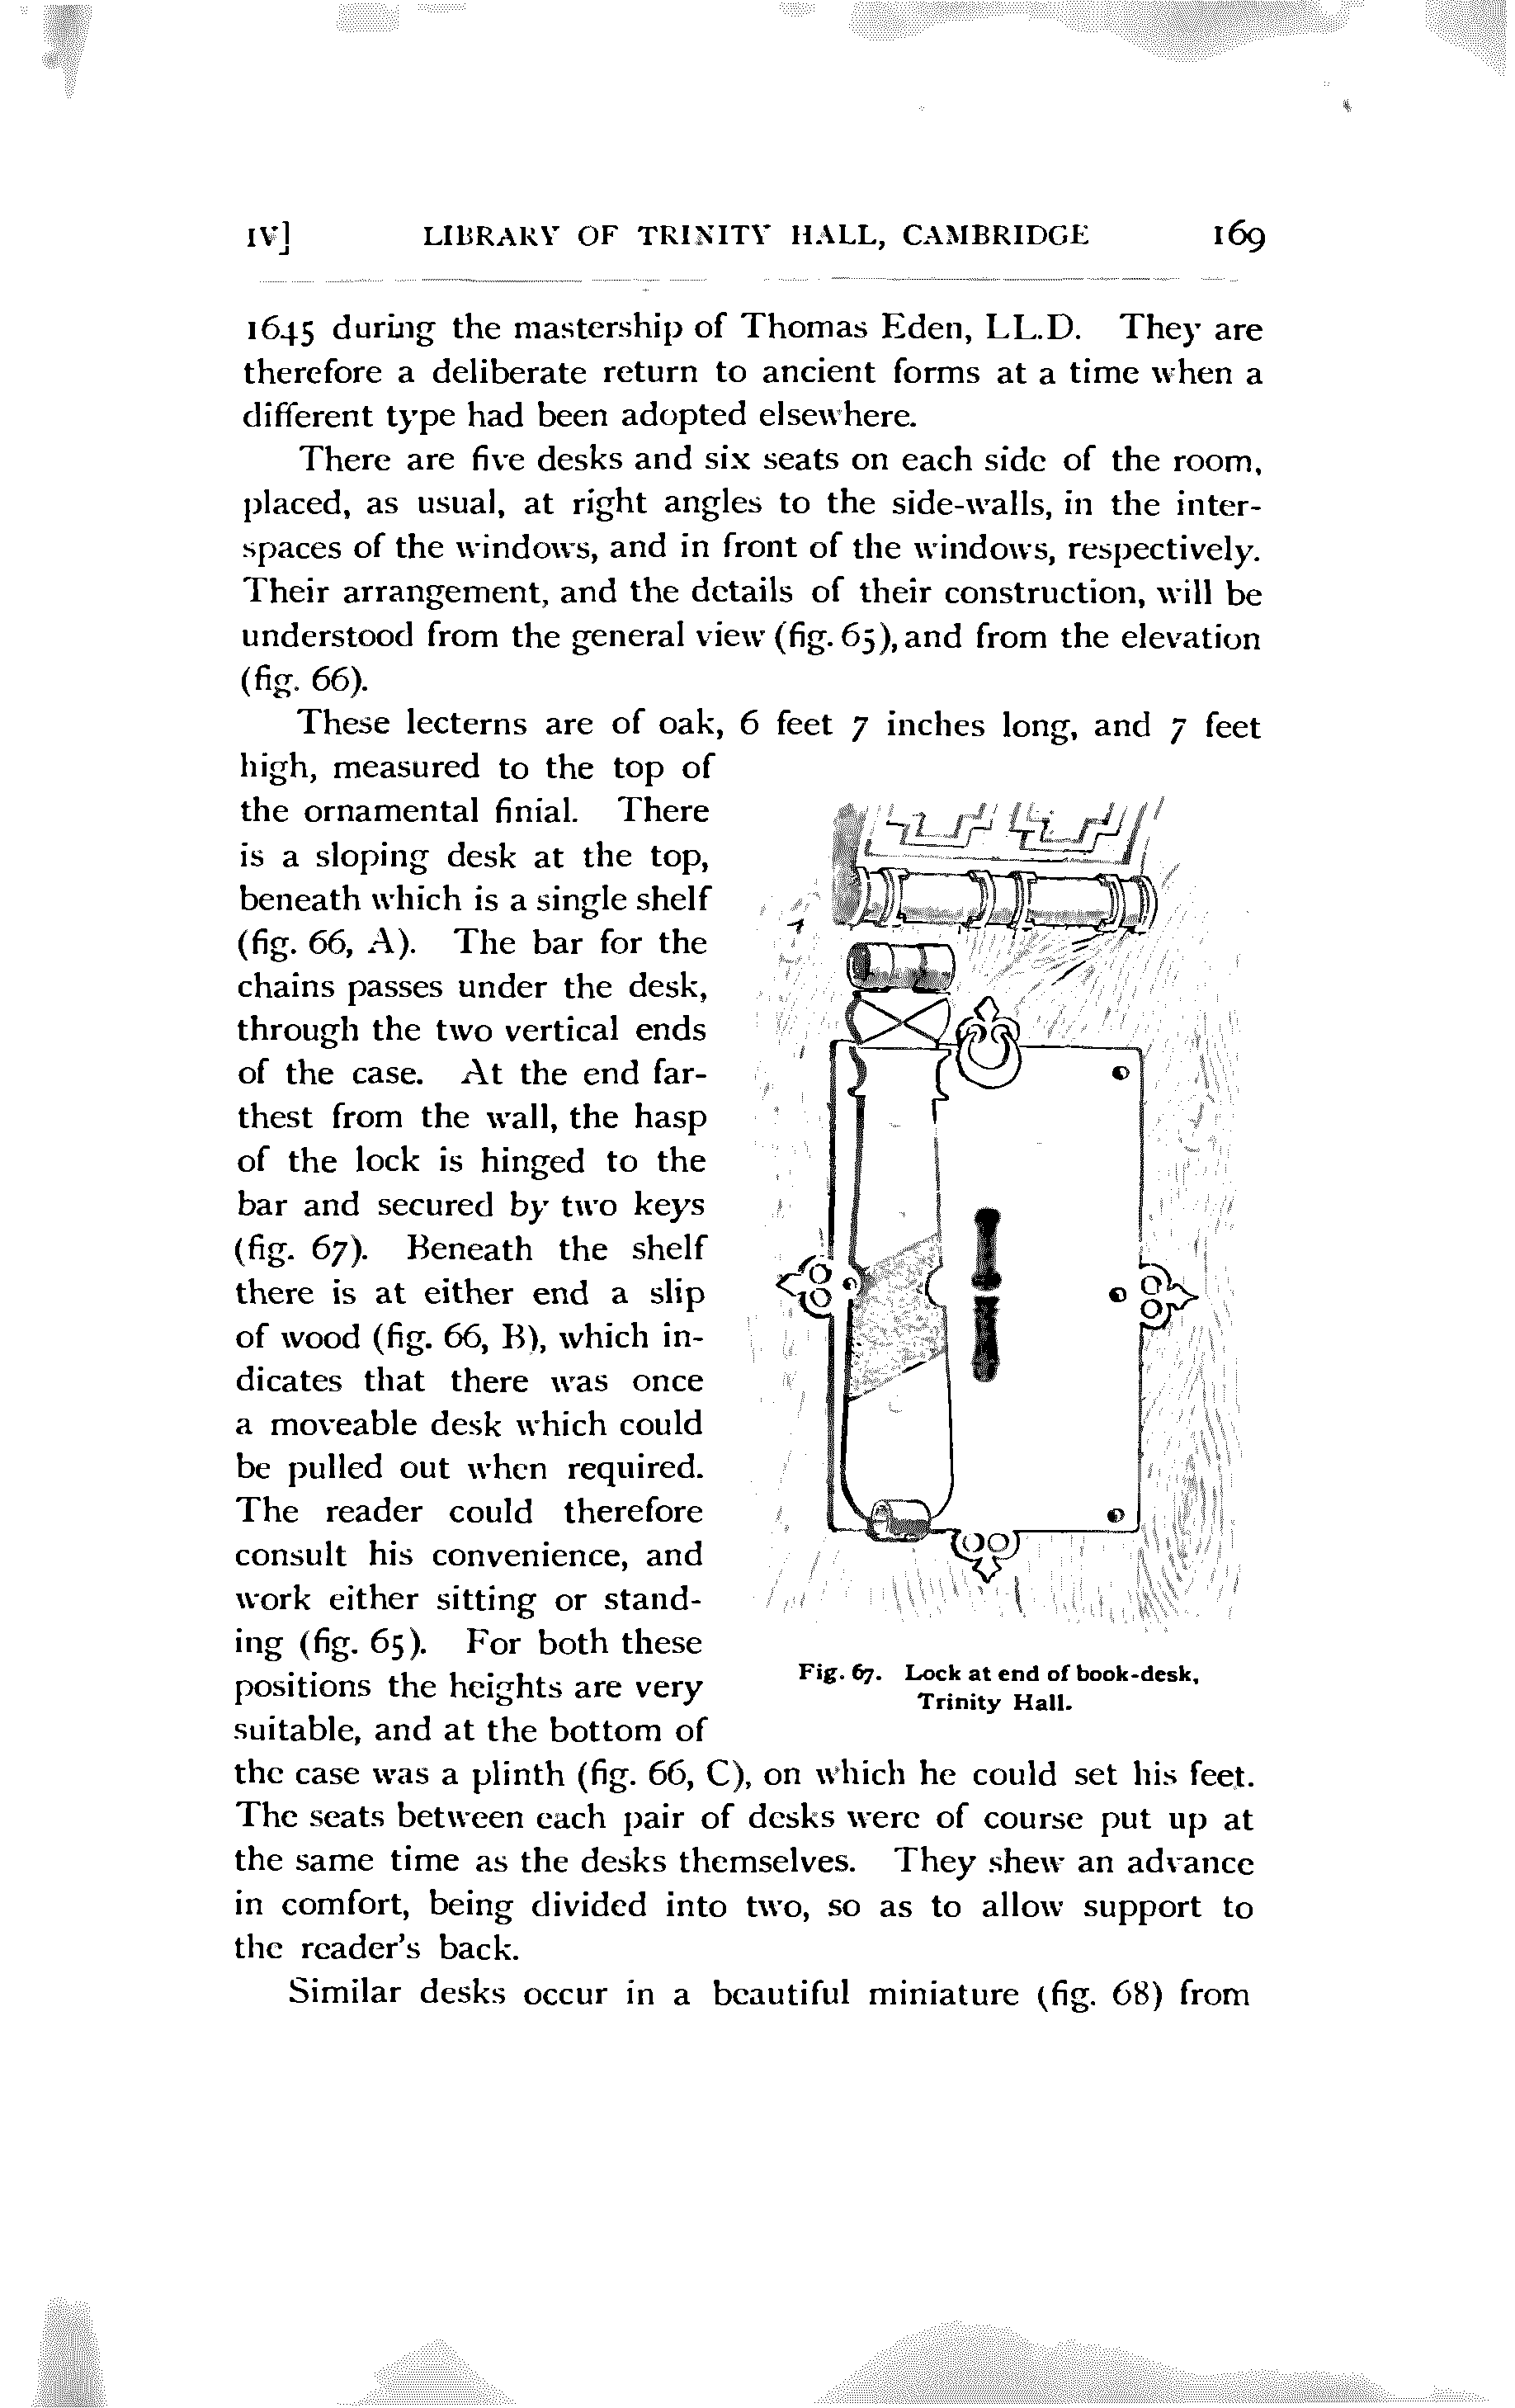 IV] LIBRARY OF TRINITY HALL, CAMBRIDGE 169
1645 during the mastership of Thomas Eden, LL.D. They are
therefore a deliberate return to ancient forms at a time when a
different type had been adopted elsewhere.
There are five desks and six seats on each side of the room,
placed, as usual, at right angles to the side-walls, in the inter-
spaces of the windows, and in front of the windows, respectively.
Their arrangement, and the details of their construction, will be
understood from the general view (fig. 65), and from the elevation
(fig. 66).
These lecterns are of oak, 6 feet 7 inches long, and 7 feet
high, measured to the top of
the ornamental finial. There
is a sloping desk at the top,
beneath which is a single shelf
(fig. 66, A). The bar for the
chains passes under the desk,
through the two vertical ends
of the case. At the end far-
thest from the wall, the hasp
of the lock is hinged to the
bar and secured by two keys
(fig. 67). Beneath the shelf
there is at either end a slip
of wood (fig. 66, B), which in-
dicates that there was once
a moveable desk which could
be pulled out when required.
The reader could therefore
consult his convenience, and
work either sitting or stand-
ing (fig. 65). For both these
positions the heights are very
suitable, and at the bottom of
the case was a plinth (fig. 66, C), on which he could set his feet.
The seats between each pair of desks were of course put up at
the same time as the desks themselves. They shew an advance
in comfort, being divided into two, so as to allow support to
the reader's back.
Similar desks occur in a beautiful miniature (fig. 68) from
Fig. 67. Lock at end of book-desk,
Trinity Hall.